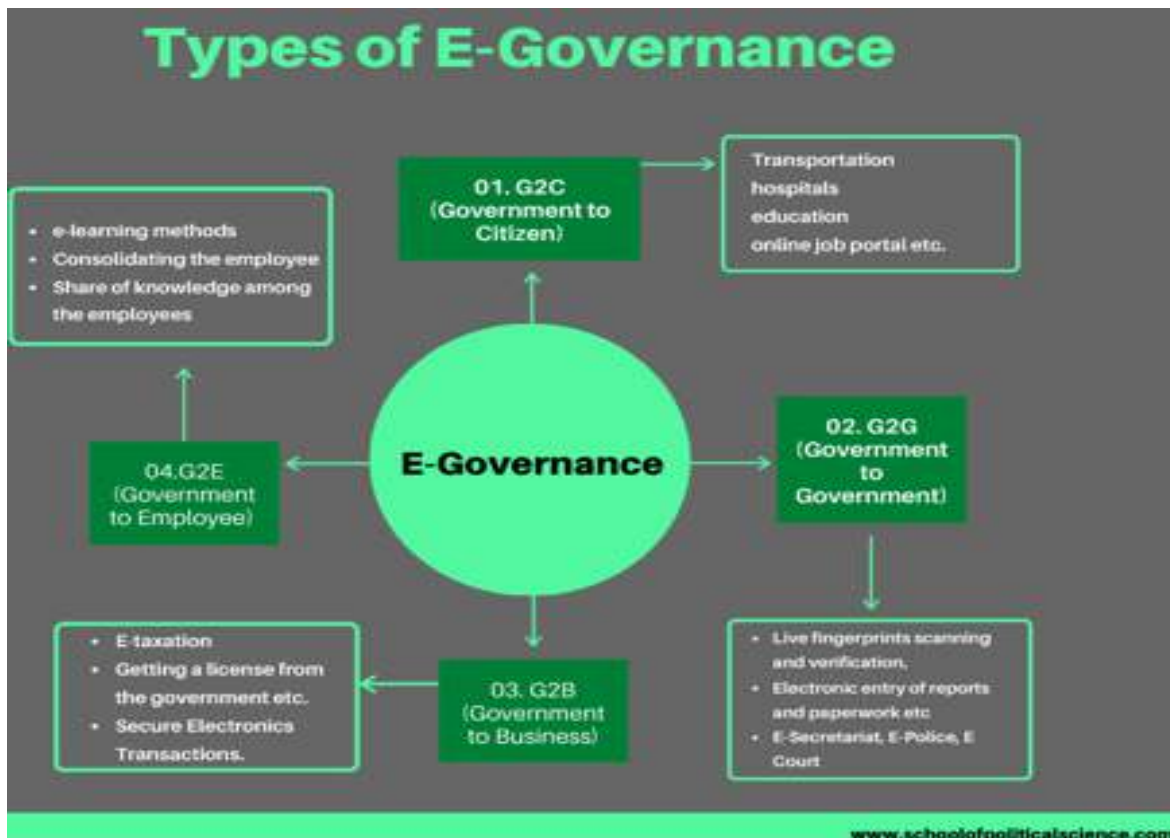 Types of E-Governance
01. G2C
(Government to
Citizen)
Transportation
hospitals
education
online job portal etc.
• e-learning methods
• Consolidating the employee
• Share of knowledge among
the employees
E-Governance
02. G2G
(Government
to
Government)
04.G2E
(Government
to Employee)
• E-taxation
• Getting a license from
the government etc.
• Secure Electronics
Transactions.
03. G2B
(Government
to Business)
• Live fingerprints scanning
and verification,
• Electronic entry of reports
and paperwork etc
• E-Secretariat, E-Police, E
Court
www.schoolofpoliticalscience.com